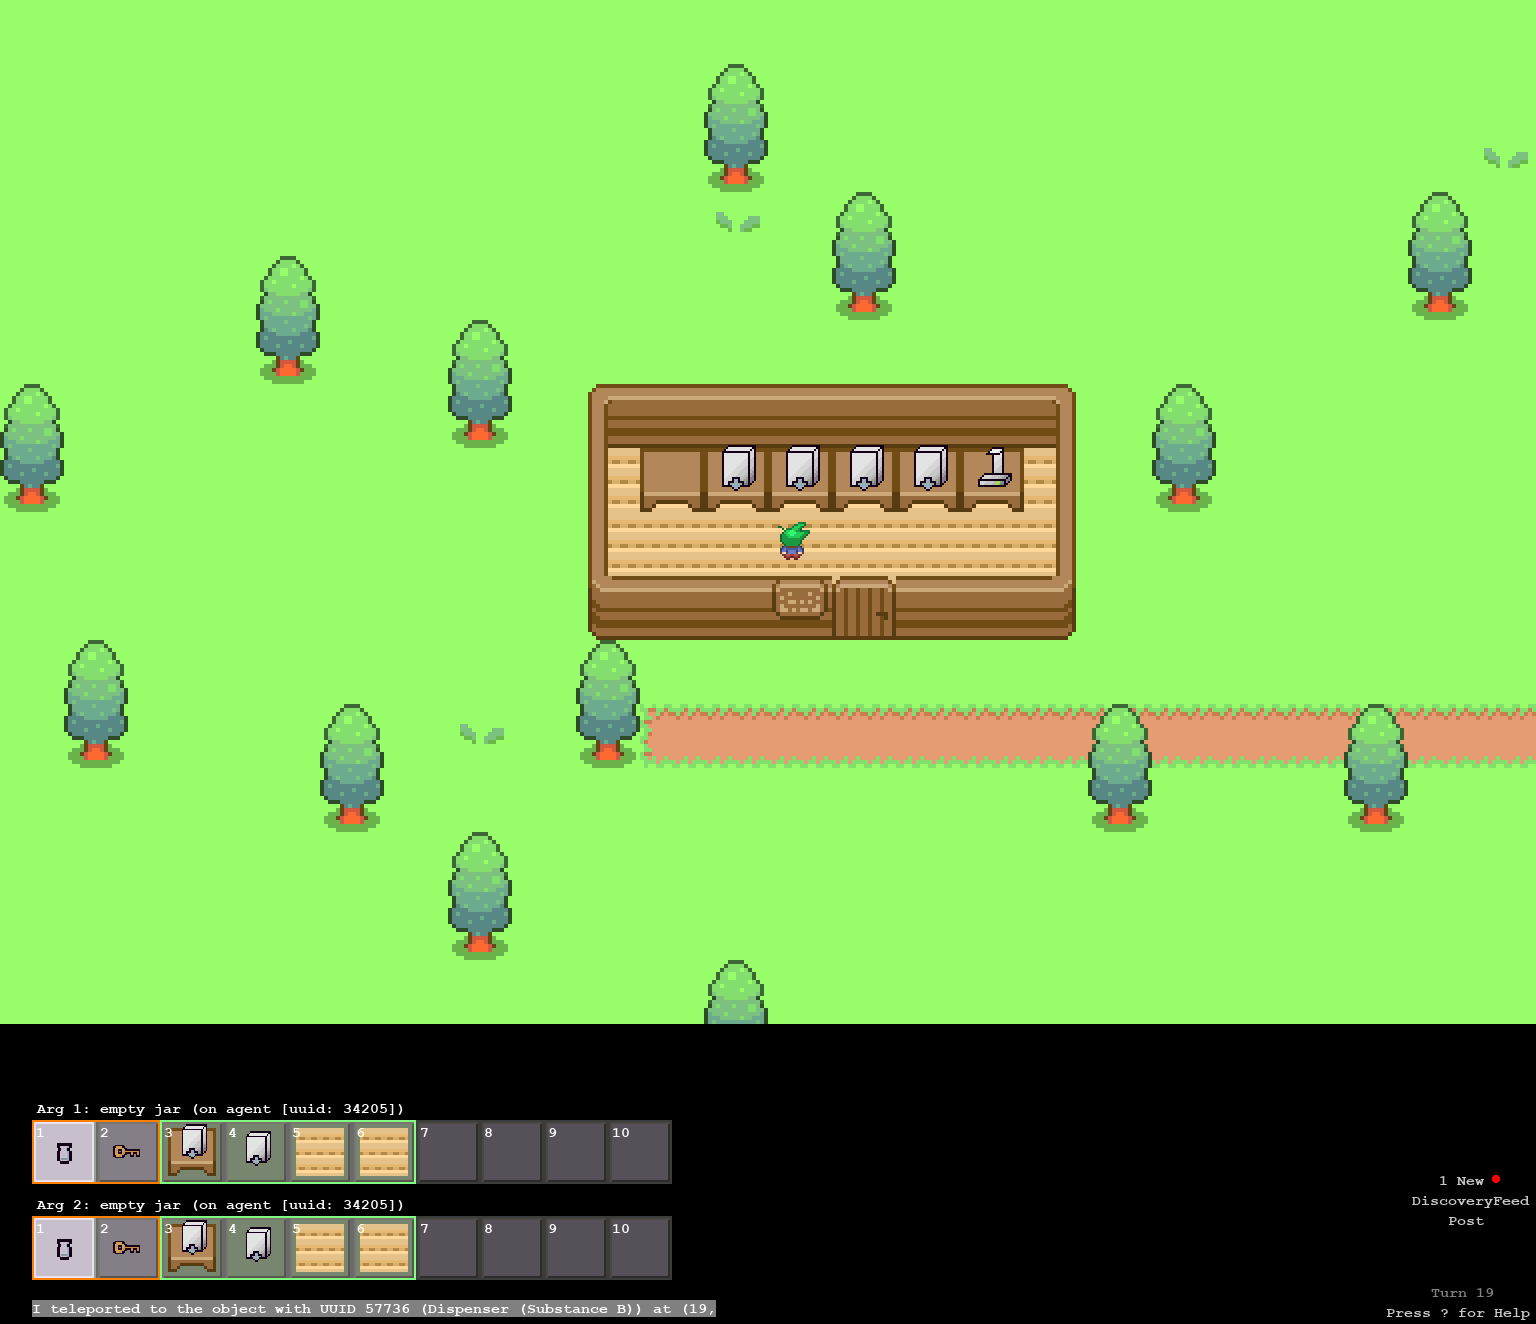 Arg 1: empty jar (on agent [uuid: 34205])
1 2 3 4 5 6 7 8 9 10
Arg 2: empty jar (on agent [uuid: 34205])
1 2 3 4 5 6 7 8 9 10
I teleported to the object with UUID 57736 (Dispenser (Substance B)) at (19,
1 New
DiscoveryFeed
Post
Turn 19
Press ? for Help